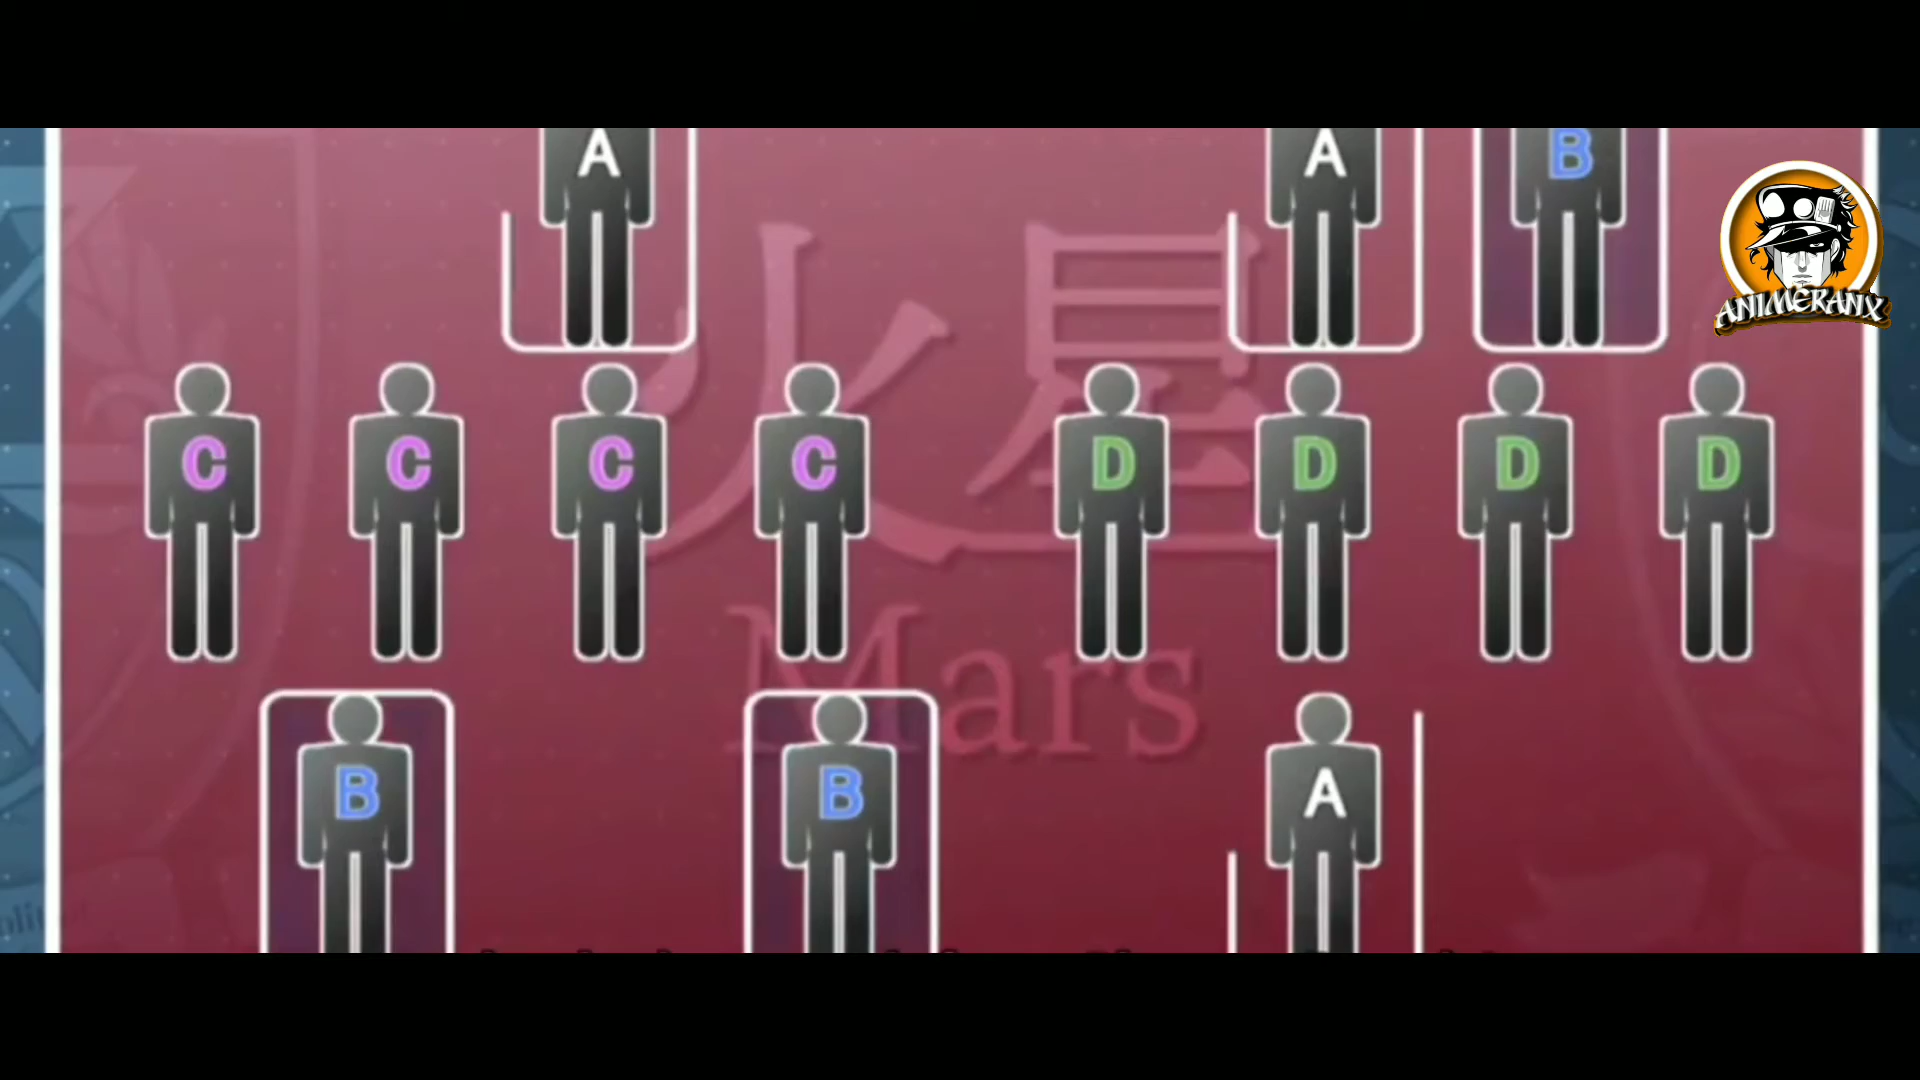 A A B
ANIMERANX
火星
C C C C D D D D
Mars
B B A